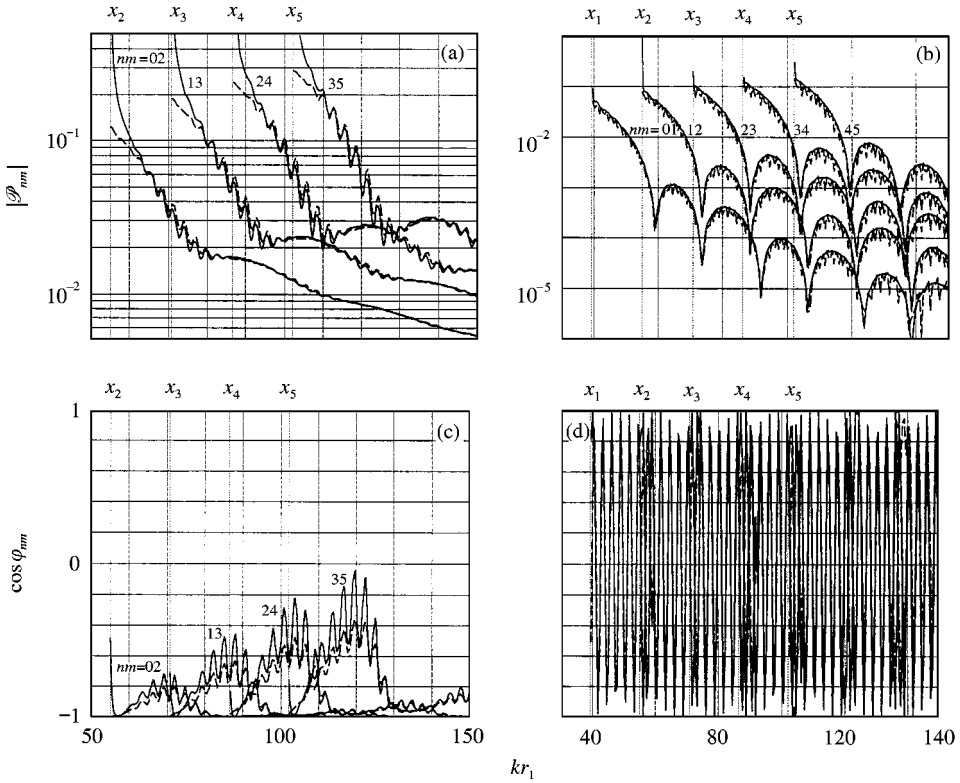 x₂ x₃ x₄ x₅
x₁ x₂ x₃ x₄ x₅
(a)
nm=02 13 24 35
10⁻¹
10⁻²
|𝒫ₙₘ|
(b)
nm=01 12 23 34 45
10⁻²
10⁻⁵
x₂ x₃ x₄ x₅
x₁ x₂ x₃ x₄ x₅
(c)
1
0
−1
cos φₙₘ
nm=02 13 24 35
50 100 150
(d)
40 80 120 140
kr₁